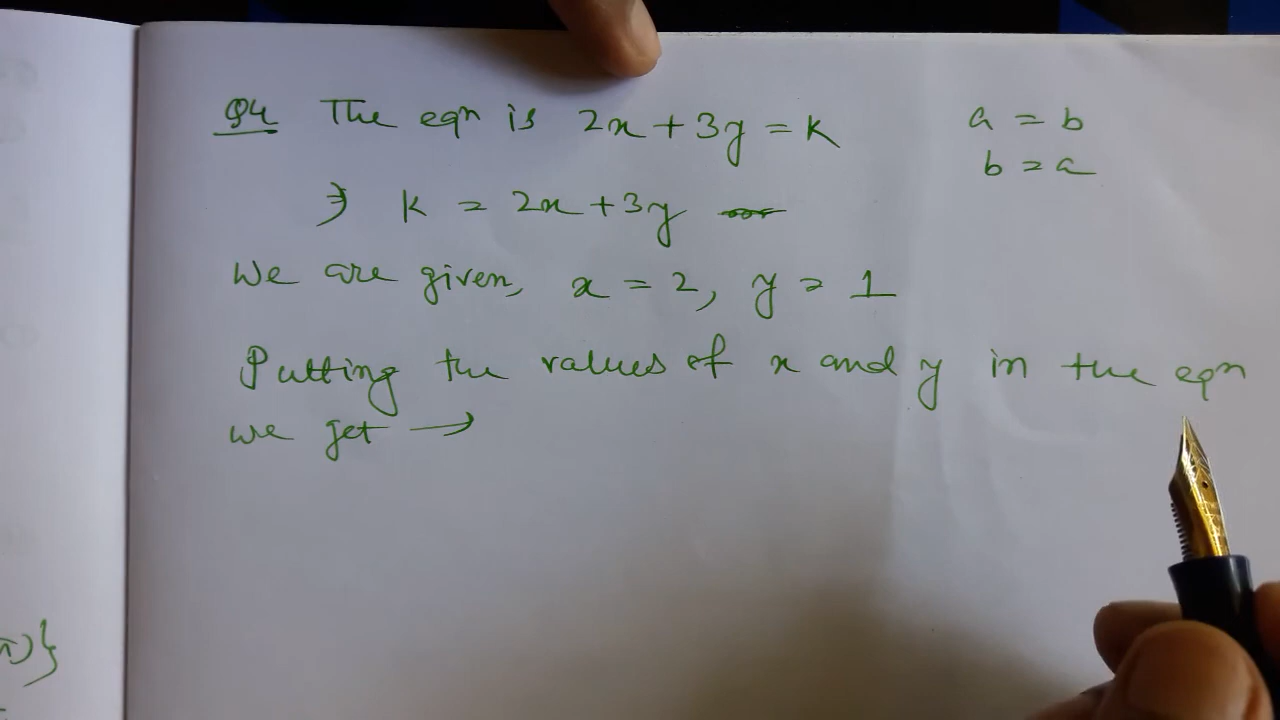 Q4 The eqn is 2x + 3y = K
a = b
b = a
⇒ K = 2x + 3y
We are given, x = 2, y = 1
Putting the values of x and y in the eqn
we get →
π)}